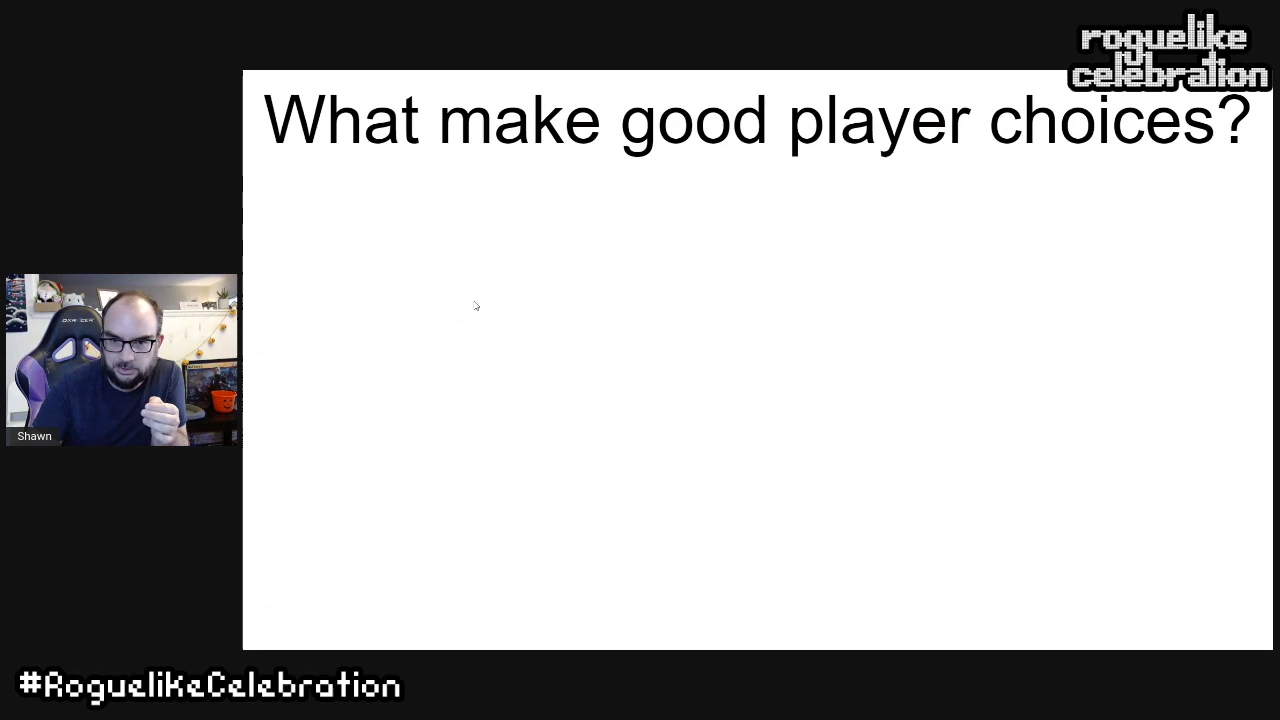 roguelike
celebration
What make good player choices?
Shawn
#RoguelikeCelebration